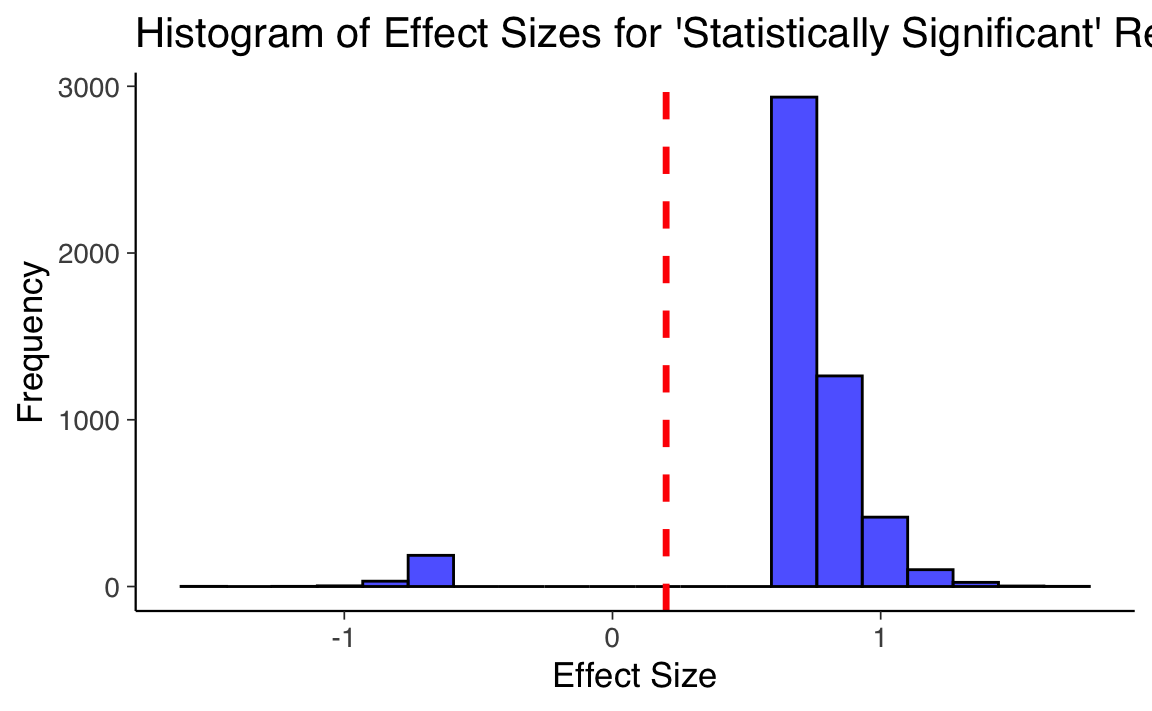 Histogram of Effect Sizes for 'Statistically Significant' Re
3000
2000
1000
0
Frequency
-1
0
1
Effect Size